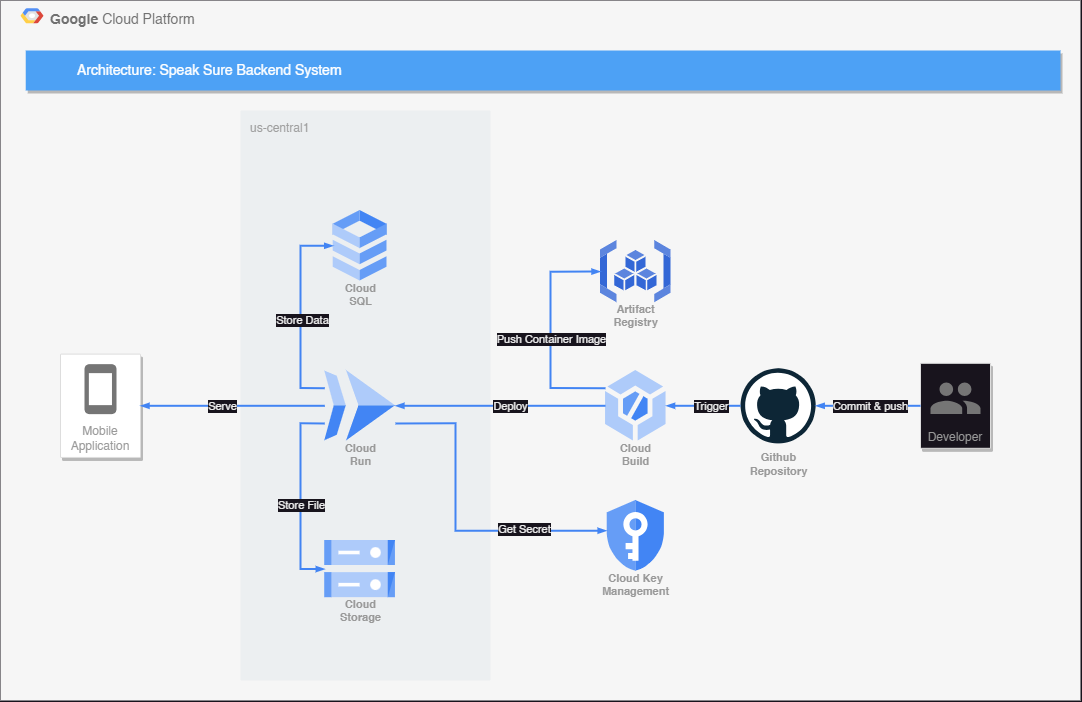 Google Cloud Platform
Architecture: Speak Sure Backend System
us-central1
Cloud
SQL
Store Data
Artifact
Registry
Push Container Image
Mobile
Application
Serve
Cloud
Run
Deploy
Cloud
Build
Trigger
Github
Repository
Commit & push
Developer
Store File
Get Secret
Cloud Key
Management
Cloud
Storage